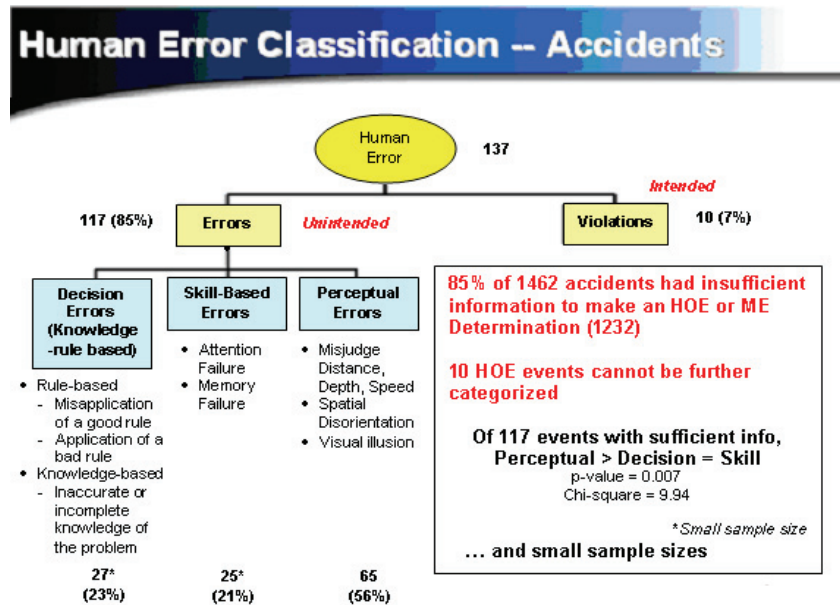 Human Error Classification -- Accidents
Human
Error
137
Intended
117 (85%)
Errors
Unintended
Violations
10 (7%)
Decision
Errors
(Knowledge
-rule based)
• Rule-based
- Misapplication
of a good rule
- Application of a
bad rule
• Knowledge-based
- Inaccurate or
incomplete
knowledge of
the problem
27*
(23%)
Skill-Based
Errors
• Attention
Failure
• Memory
Failure
25*
(21%)
Perceptual
Errors
• Misjudge
Distance,
Depth, Speed
• Spatial
Disorientation
• Visual illusion
65
(56%)
85% of 1462 accidents had insufficient
information to make an HOE or ME
Determination (1232)
10 HOE events cannot be further
categorized
Of 117 events with sufficient info,
Perceptual > Decision = Skill
p-value = 0.007
Chi-square = 9.94
*Small sample size
... and small sample sizes